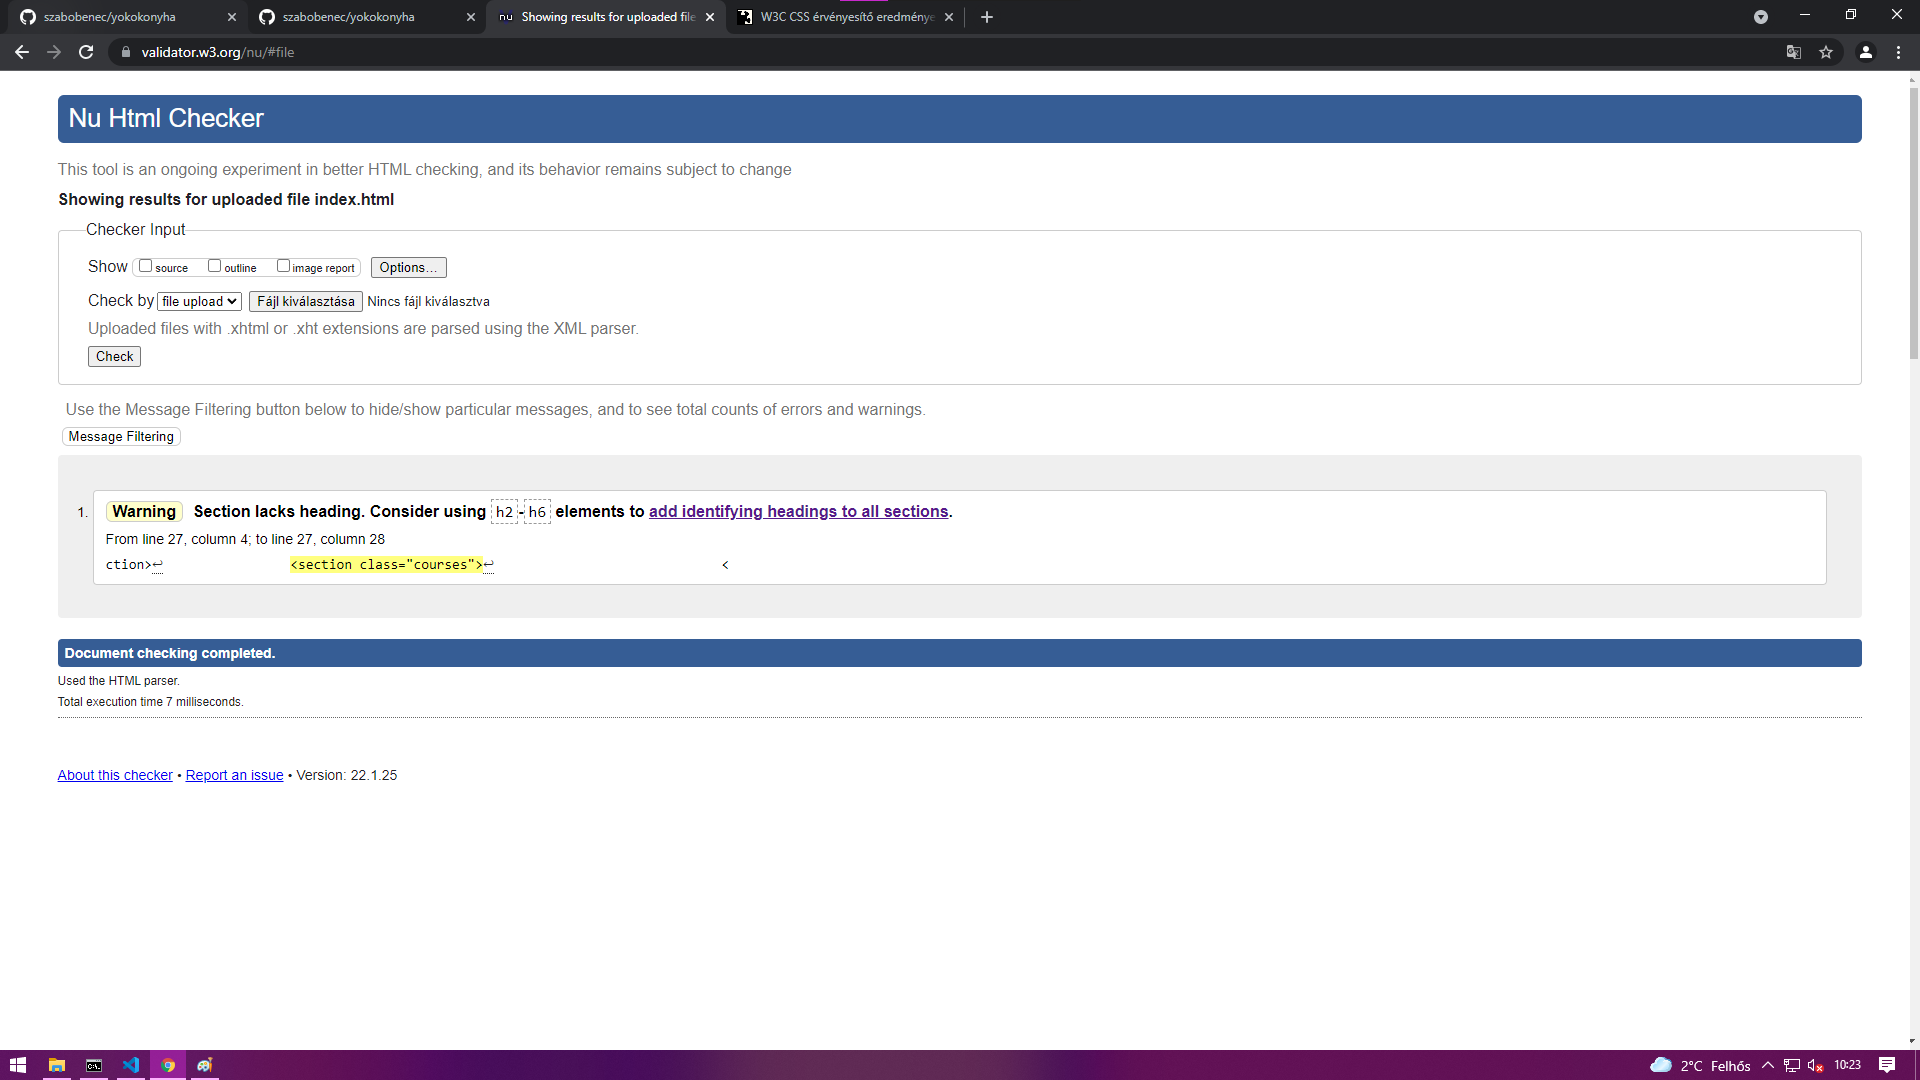 szabobenec/yokokonyha
szabobenec/yokokonyha
nu Showing results for uploaded file
W3C CSS érvényesítő eredménye
validator.w3.org/nu/#file
Nu Html Checker
This tool is an ongoing experiment in better HTML checking, and its behavior remains subject to change
Showing results for uploaded file index.html
Checker Input
Show source outline image report Options...
Check by file upload Fájl kiválasztása Nincs fájl kiválasztva
Uploaded files with .xhtml or .xht extensions are parsed using the XML parser.
Check
Use the Message Filtering button below to hide/show particular messages, and to see total counts of errors and warnings.
Message Filtering
1. Warning Section lacks heading. Consider using h2-h6 elements to add identifying headings to all sections.
From line 27, column 4; to line 27, column 28
ction>↩ <section class="courses">↩ <
Document checking completed.
Used the HTML parser.
Total execution time 7 milliseconds.
About this checker • Report an issue • Version: 22.1.25
2°C Felhős 10:23